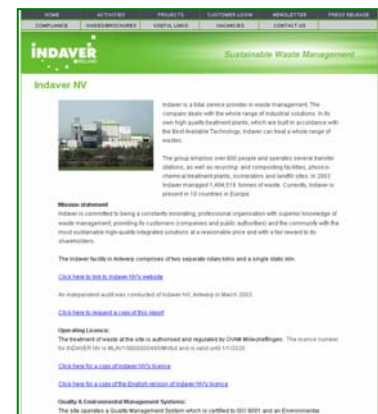 HOME ACTIVITIES PROJECTS CUSTOMER LOGIN NEWSLETTER PRESS RELEASE
COMPLIANCE GUIDES/BROCHURES USEFUL LINKS VACANCIES CONTACT US
INDAVER
IRELAND
Sustainable Waste Management
Indaver NV
Indaver is a total service provider in waste management. The
company deals with the whole range of industrial solutions. In its
own high quality treatment plants, which are built in accordance with
the Best Available Technology, Indaver can treat a whole range of
wastes.
The group employs over 800 people and operates several transfer
stations, as well as recycling- and composting facilities, physico-
chemical treatment plants, incinerators and landfill sites. In 2003
Indaver managed tonnes of waste. Currently, Indaver is
present in 10 countries in Europe.
Mission statement
Indaver is committed to being a constantly innovating, professional organisation with superior knowledge of
waste management, providing its customers (companies and public authorities) and the community with the
most sustainable high-quality integrated solutions at a reasonable price and with a fair reward to its
shareholders.
The Indaver facility in Antwerp comprises of two separate rotary kilns and a single static kiln.
Click here to link to Indaver NV's website
An independent audit was conducted of Indaver NV, Antwerp in March 2003.
Click here to request a copy of this report
Operating Licence:
The treatment of waste at the site is authorised and regulated by OVAM The licence number
for INDAVER NV is and is valid until
Click here for a copy of Indaver NV's licence
Click here for a copy of the English version of Indaver NV's licence
Quality & Environmental Management Systems:
The site operates a Quality Management System which is certified to ISO 9001 and an Environmental